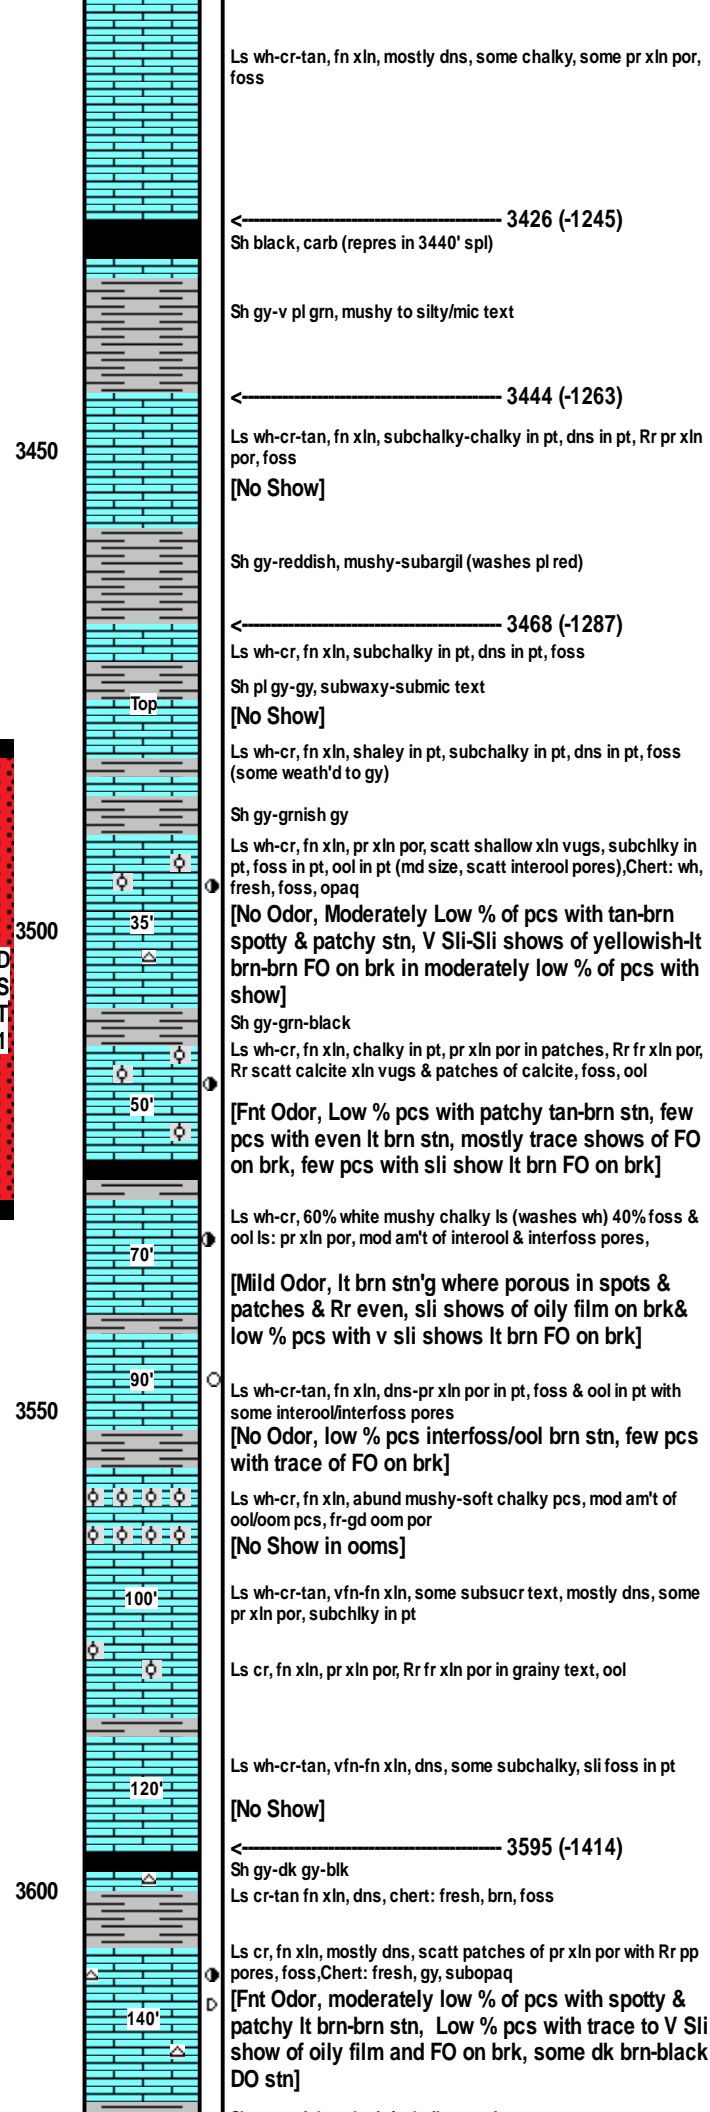 Ls wh-cr-tan, fn xln, mostly dns, some chalky, some pr xln por,
foss
<--------------------------------------------- 3426 (-1245)
Sh black, carb (repres in 3440' spl)
Sh gy-v pl grn, mushy to silty/mic text
<--------------------------------------------- 3444 (-1263)
Ls wh-cr-tan, fn xln, subchalky-chalky in pt, dns in pt, Rr pr xln
3450
por, foss
[No Show]
Sh gy-reddish, mushy-subargil (washes pl red)
<--------------------------------------------- 3468 (-1287)
Ls wh-cr, fn xln, subchalky in pt, dns in pt, foss
Sh pl gy-gy, subwaxy-submic text
Top
[No Show]
Ls wh-cr, fn xln, shaley in pt, subchalky in pt, dns in pt, foss
(some weath'd to gy)
Sh gy-grnish gy
Ls wh-cr, fn xln, pr xln por, scatt shallow xln vugs, subchlky in
pt, foss in pt, ool in pt (md size, scatt interool pores),Chert: wh,
fresh, foss, opaq
35'
3500
[No Odor, Moderately Low % of pcs with tan-brn
spotty & patchy stn, V Sli-Sli shows of yellowish-lt
brn-brn FO on brk in moderately low % of pcs with
show]
D
S
T
1
Sh gy-grn-black
Ls wh-cr, fn xln, chalky in pt, pr xln por in patches, Rr fr xln por,
Rr scatt calcite xln vugs & patches of calcite, foss, ool
50'
[Fnt Odor, Low % pcs with patchy tan-brn stn, few
pcs with even lt brn stn, mostly trace shows of FO
on brk, few pcs with sli show lt brn FO on brk]
Ls wh-cr, 60% white mushy chalky ls (washes wh) 40% foss &
ool ls: pr xln por, mod am't of interool & interfoss pores,
70'
[Mild Odor, lt brn stn'g where porous in spots &
patches & Rr even, sli shows of oily film on brk&
low % pcs with v sli shows lt brn FO on brk]
90'
Ls wh-cr-tan, fn xln, dns-pr xln por in pt, foss & ool in pt with
3550
some interool/interfoss pores
[No Odor, low % pcs interfoss/ool brn stn, few pcs
with trace of FO on brk]
Ls wh-cr, fn xln, abund mushy-soft chalky pcs, mod am't of
ool/oom pcs, fr-gd oom por
[No Show in ooms]
100'
Ls wh-cr-tan, vfn-fn xln, some subsucr text, mostly dns, some
pr xln por, subchlky in pt
Ls cr, fn xln, pr xln por, Rr fr xln por in grainy text, ool
Ls wh-cr-tan, vfn-fn xln, dns, some subchalky, sli foss in pt
120'
[No Show]
<--------------------------------------------- 3595 (-1414)
Sh gy-dk gy-blk
3600
Ls cr-tan fn xln, dns, chert: fresh, brn, foss
Ls cr, fn xln, mostly dns, scatt patches of pr xln por with Rr pp
pores, foss,Chert: fresh, gy, subopaq
140'
[Fnt Odor, moderately low % of pcs with spotty &
patchy lt brn-brn stn, Low % pcs with trace to V Sli
show of oily film and FO on brk, some dk brn-black
DO stn]